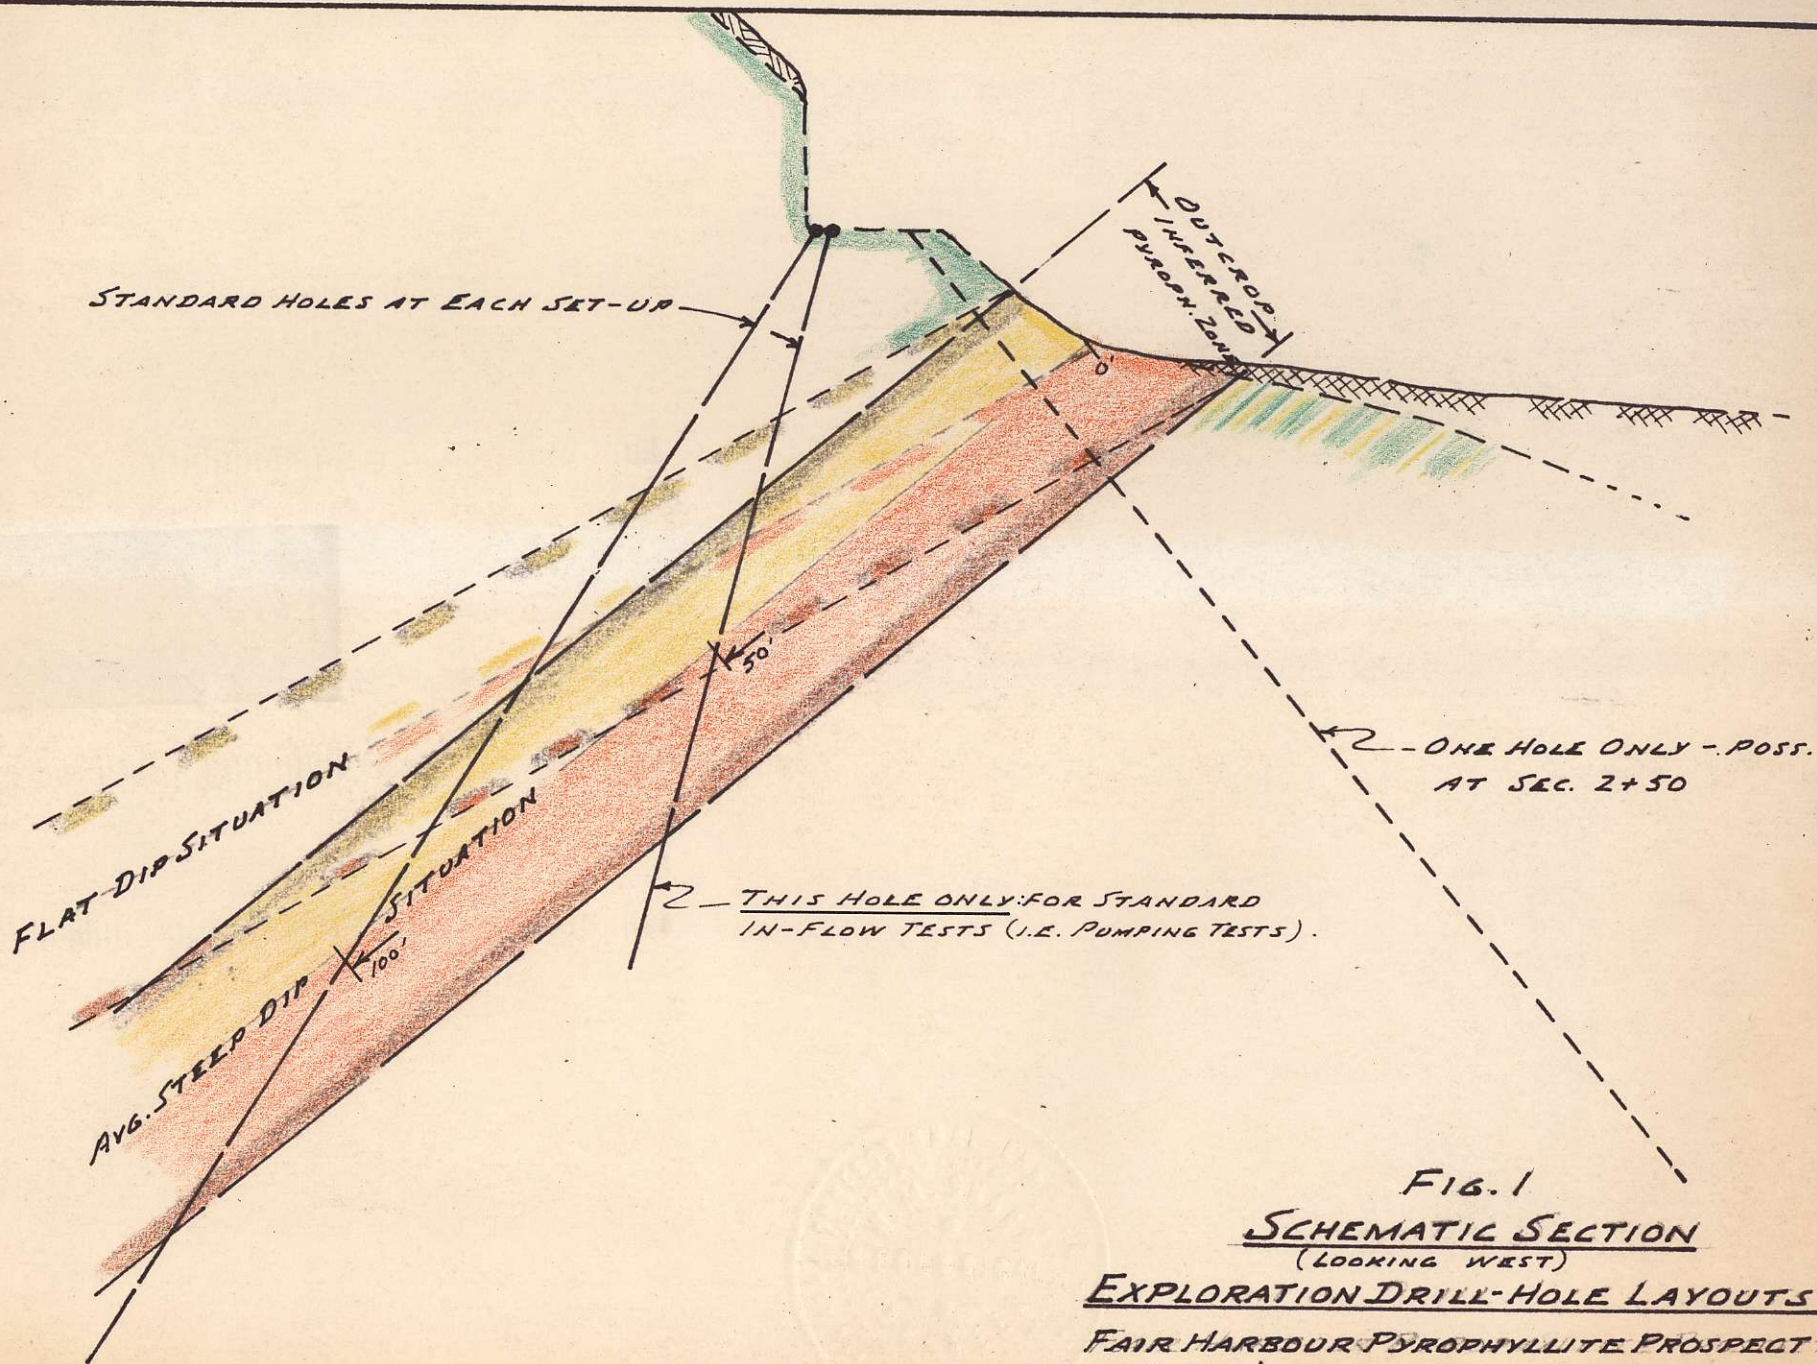 OUTCROP
INFERRED
PYROPH. ZONE
STANDARD HOLES AT EACH SET-UP
0'
50'
100'
FLAT DIP SITUATION
AVG. STEEP DIP SITUATION
ONE HOLE ONLY - POSS.
AT SEC. 2+50
THIS HOLE ONLY: FOR STANDARD
IN-FLOW TESTS (I.E. PUMPING TESTS).
FIG. 1
SCHEMATIC SECTION
(LOOKING WEST)
EXPLORATION DRILL-HOLE LAYOUTS
FAIR HARBOUR PYROPHYLLITE PROSPECT